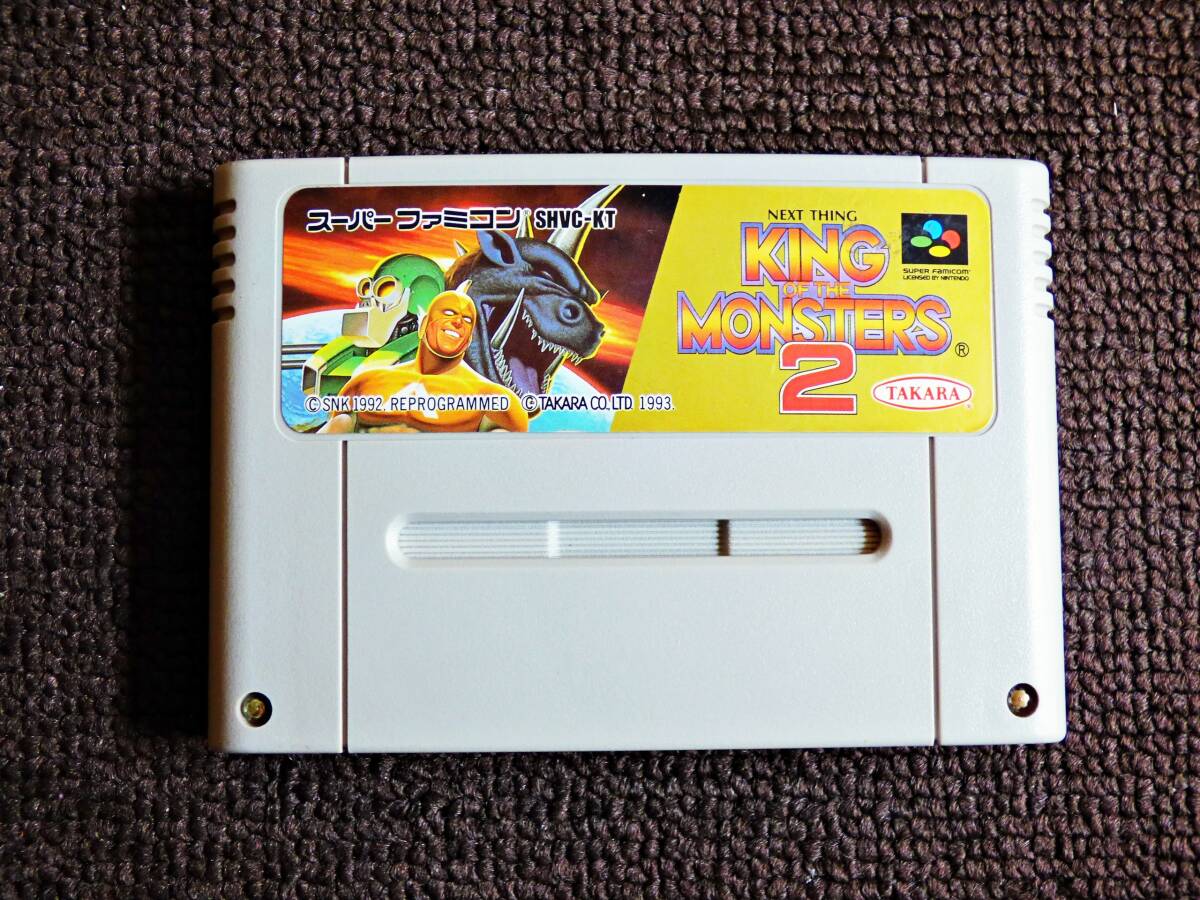 スーパーファミコン® SHVC-KT
NEXT THING
KING
OF THE
MONSTERS
2
®
SUPER FAMICOM™
LICENSED BY NINTENDO
TAKARA®
©SNK 1992, REPROGRAMMED ©TAKARA CO., LTD. 1993.